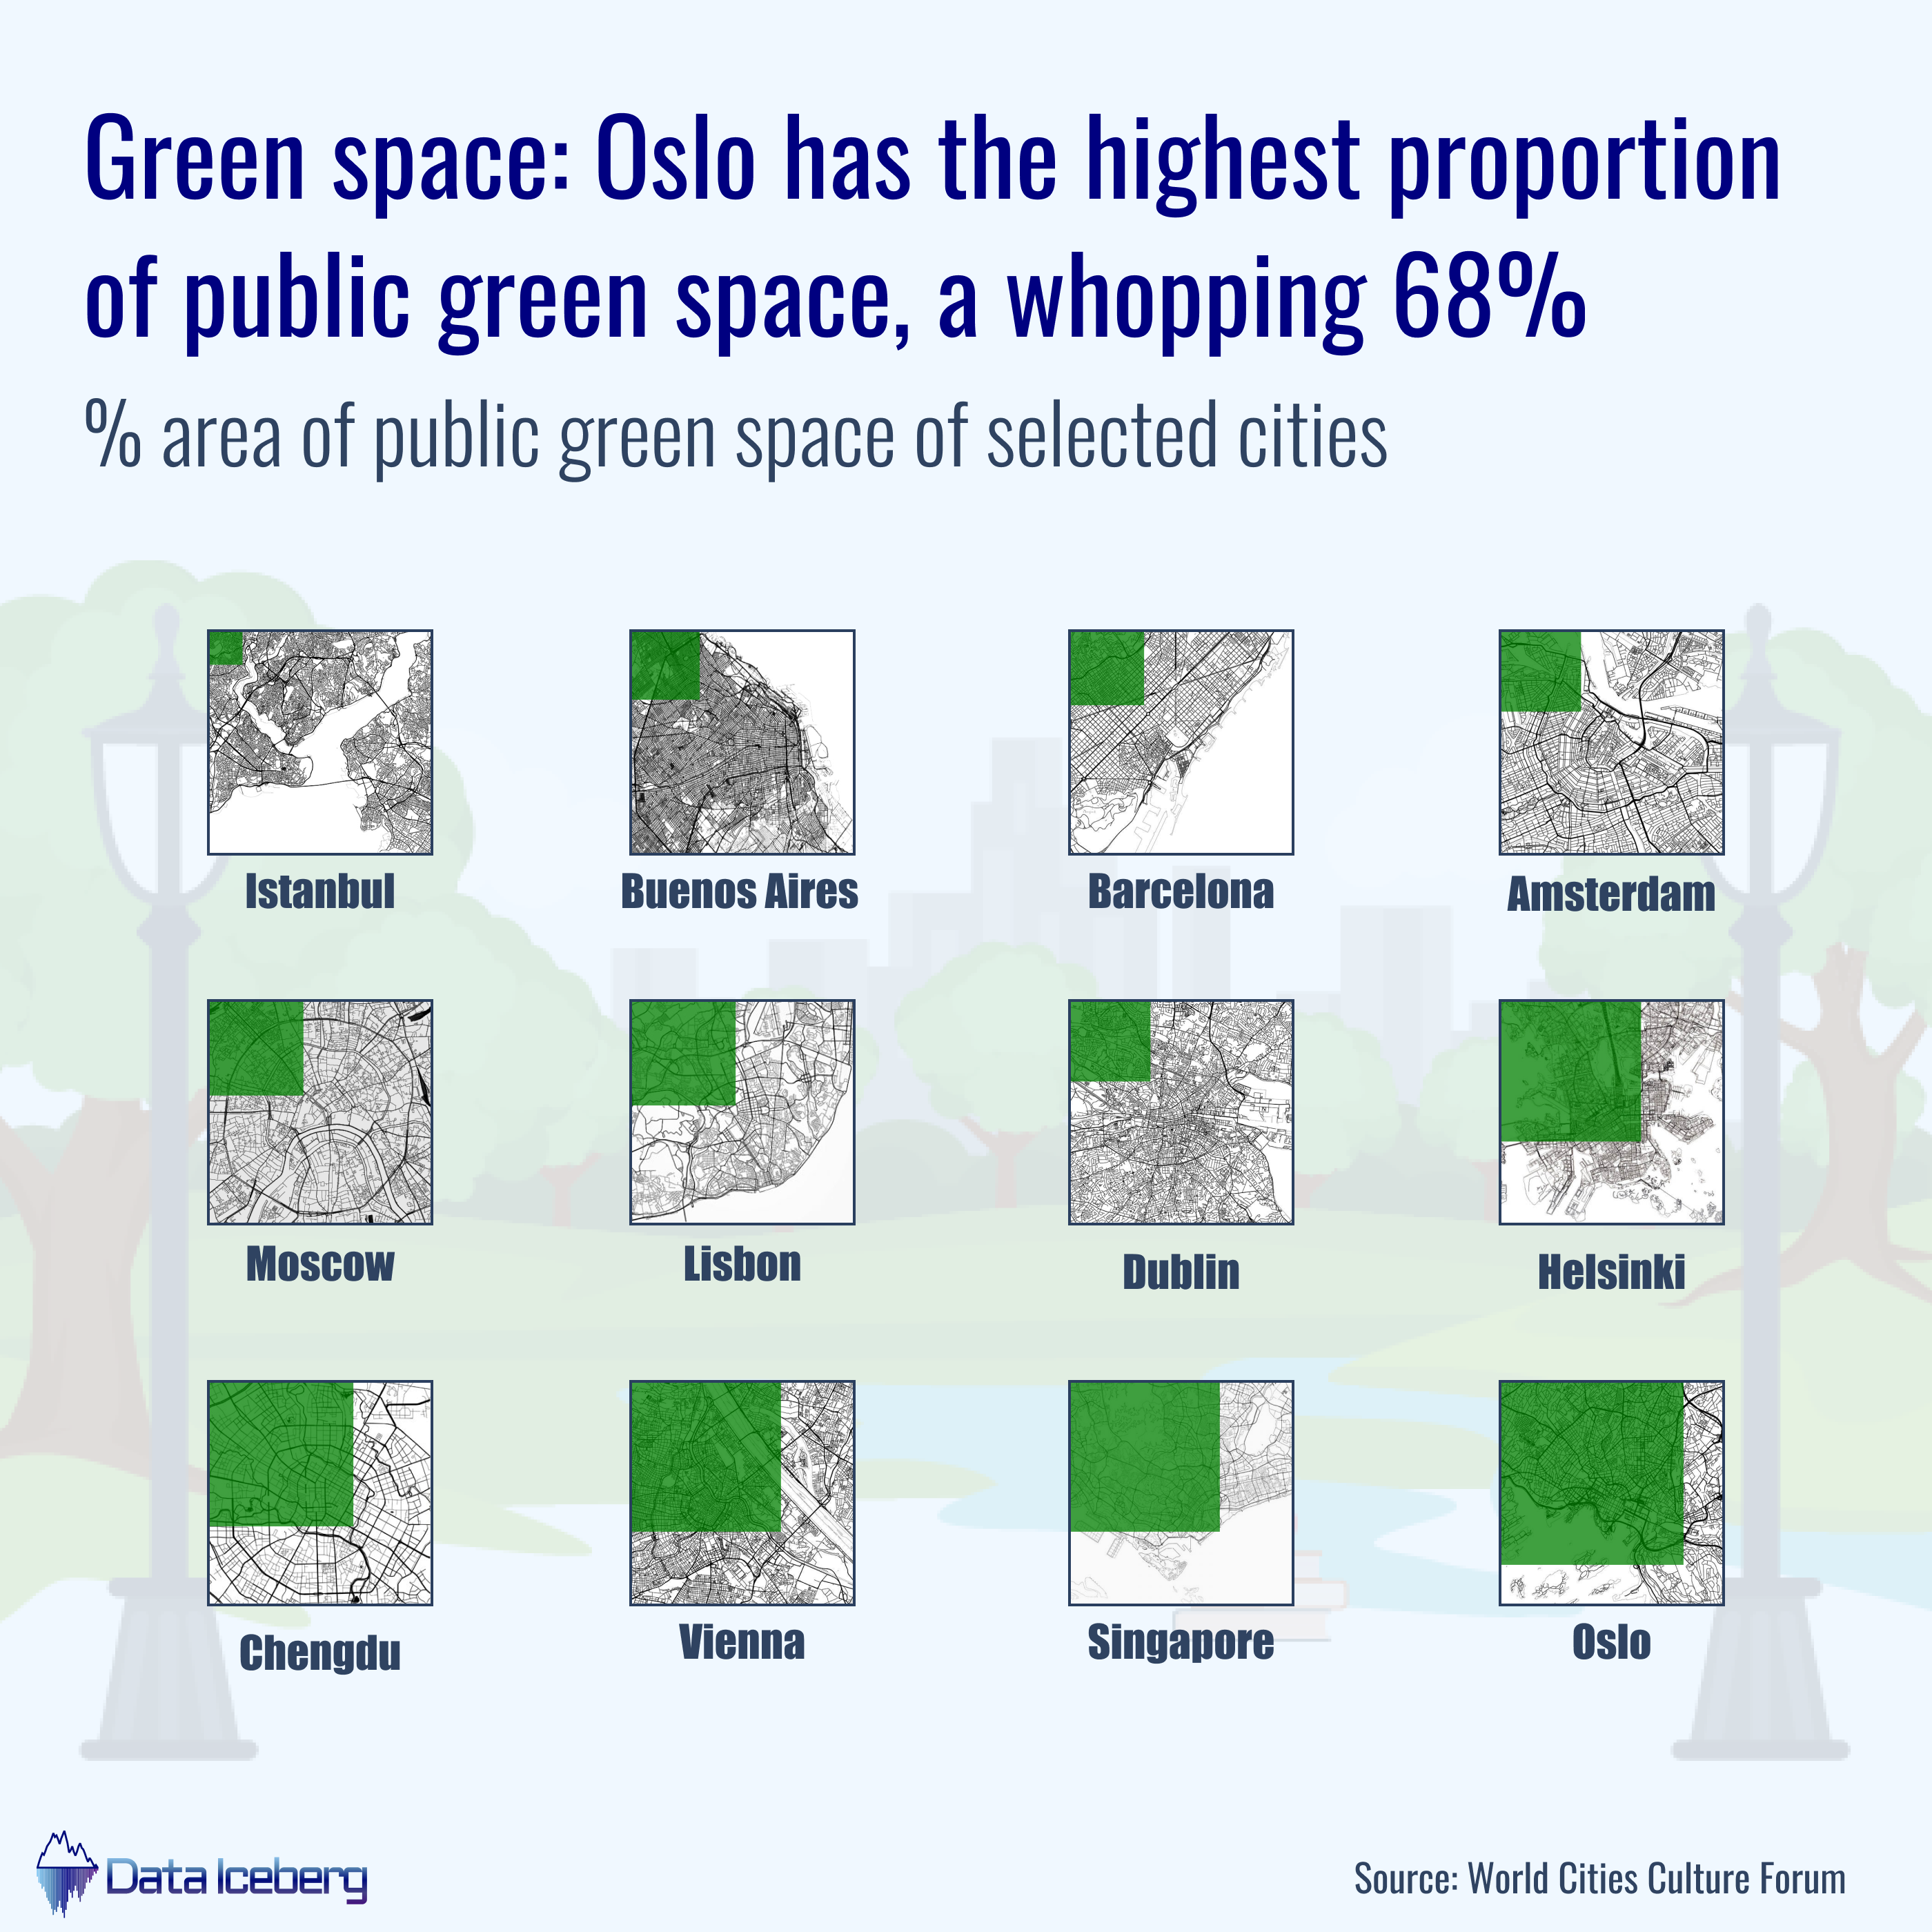 Green space: Oslo has the highest proportion
of public green space, a whopping 68%
% area of public green space of selected cities
Istanbul
Buenos Aires
Barcelona
Amsterdam
Moscow
Lisbon
Dublin
Helsinki
Chengdu
Vienna
Singapore
Oslo
Data Iceberg
Source: World Cities Culture Forum